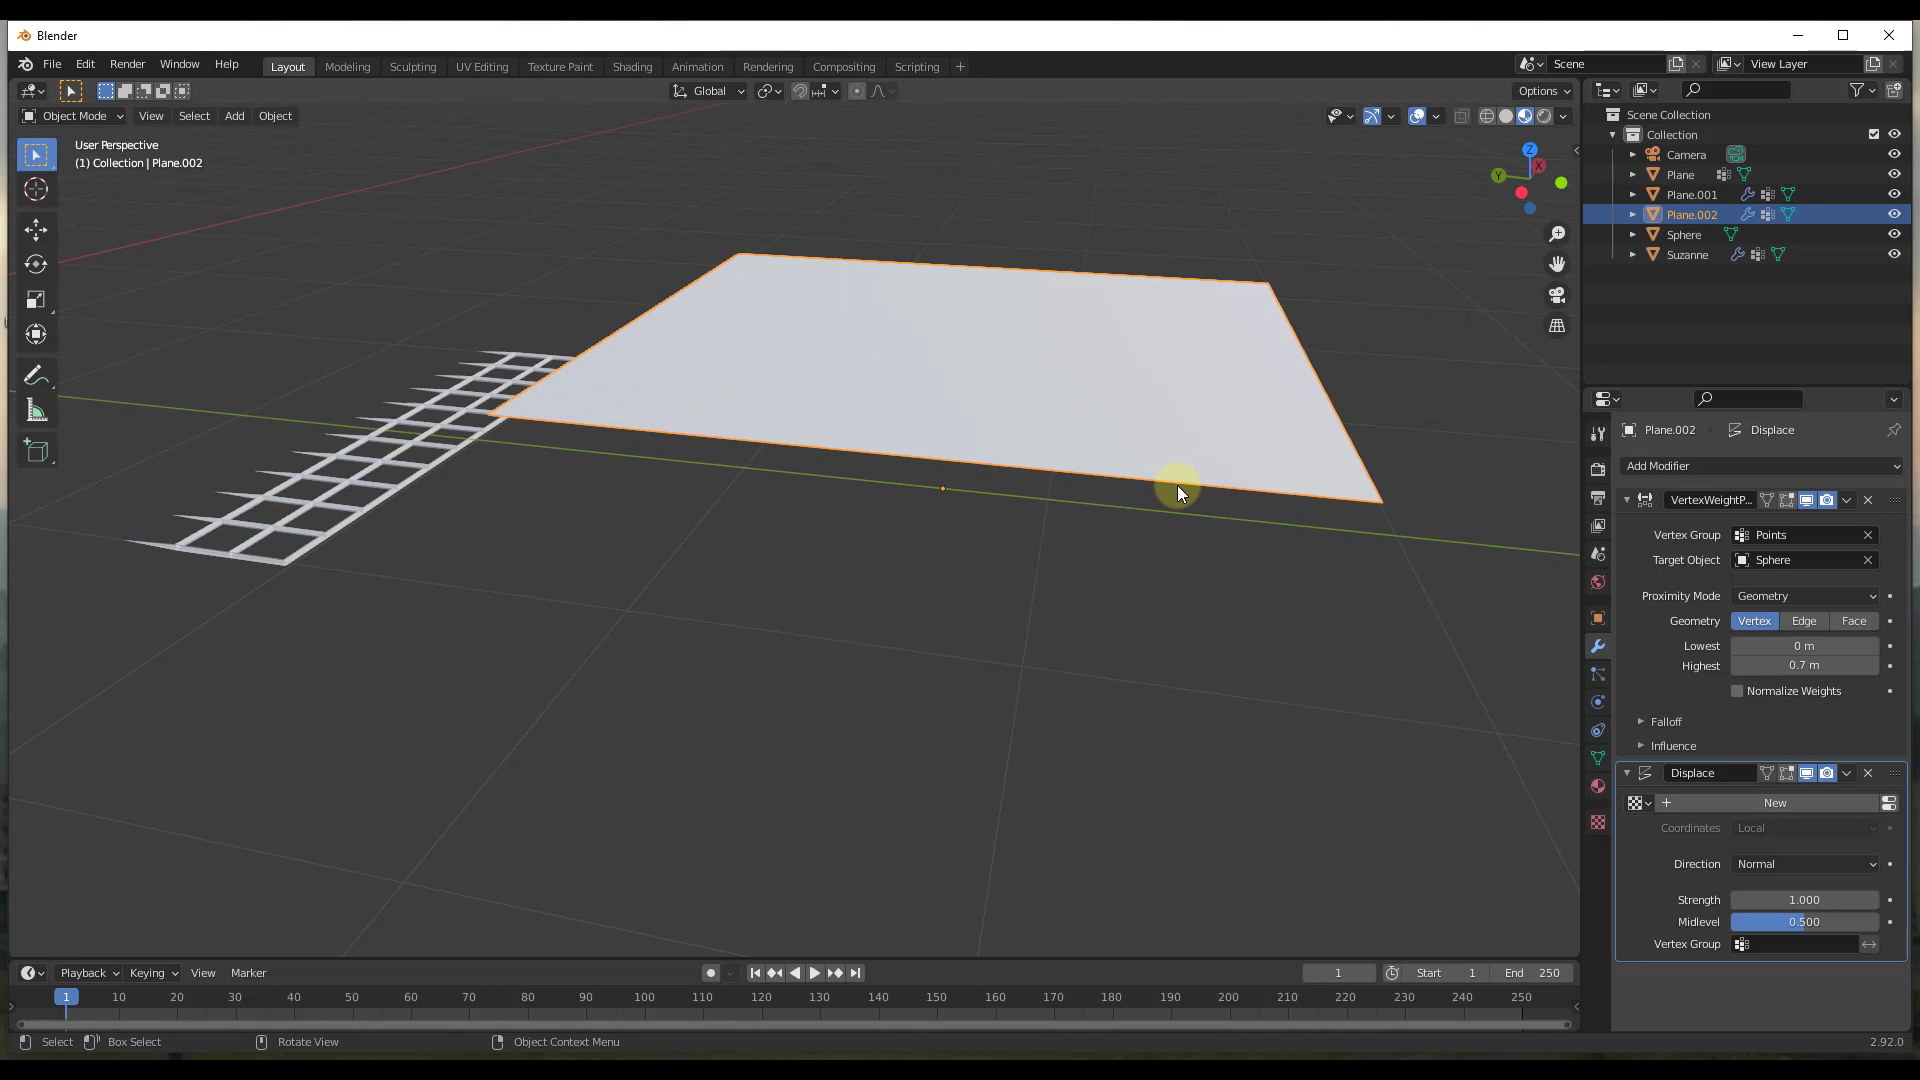 Blender
File Edit Render Window Help
Layout Modeling Sculpting UV Editing Texture Paint Shading Animation Rendering Compositing Scripting +
Scene
View Layer
Global
Options
Object Mode View Select Add Object
User Perspective
(1) Collection | Plane.002
Z
X
Y
Scene Collection
Collection
Camera
Plane
Plane.001
Plane.002
Sphere
Suzanne
Plane.002 Displace
Add Modifier
VertexWeightP...
Vertex Group Points
Target Object Sphere
Proximity Mode Geometry
Geometry Vertex Edge Face
Lowest 0 m
Highest 0.7 m
Normalize Weights
Falloff
Influence
Displace
New
Coordinates Local
Direction Normal
Strength 1.000
Midlevel 0.500
Vertex Group
Playback Keying View Marker
1 Start 1 End 250
1 10 20 30 40 50 60 70 80 90 100 110 120 130 140 150 160 170 180 190 200 210 220 230 240 250
Select Box Select Rotate View Object Context Menu
2.92.0